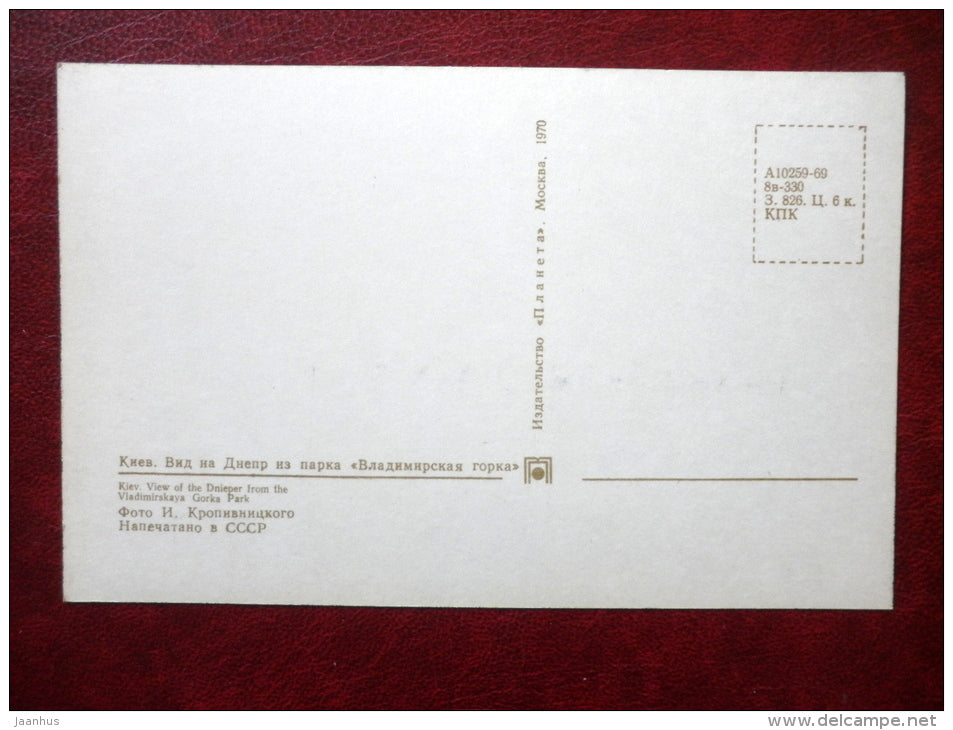 А10259-69
8в-330
З. 826. Ц. 6 к.
КПК
Издательство «Планета». Москва. 1970
Киев. Вид на Днепр из парка «Владимирская горка»
Kiev. View of the Dnieper from the
Vladimirskaya Gorka Park
Фото И. Кропивницкого
Напечатано в СССР
jaanhus
www.delcampe.net